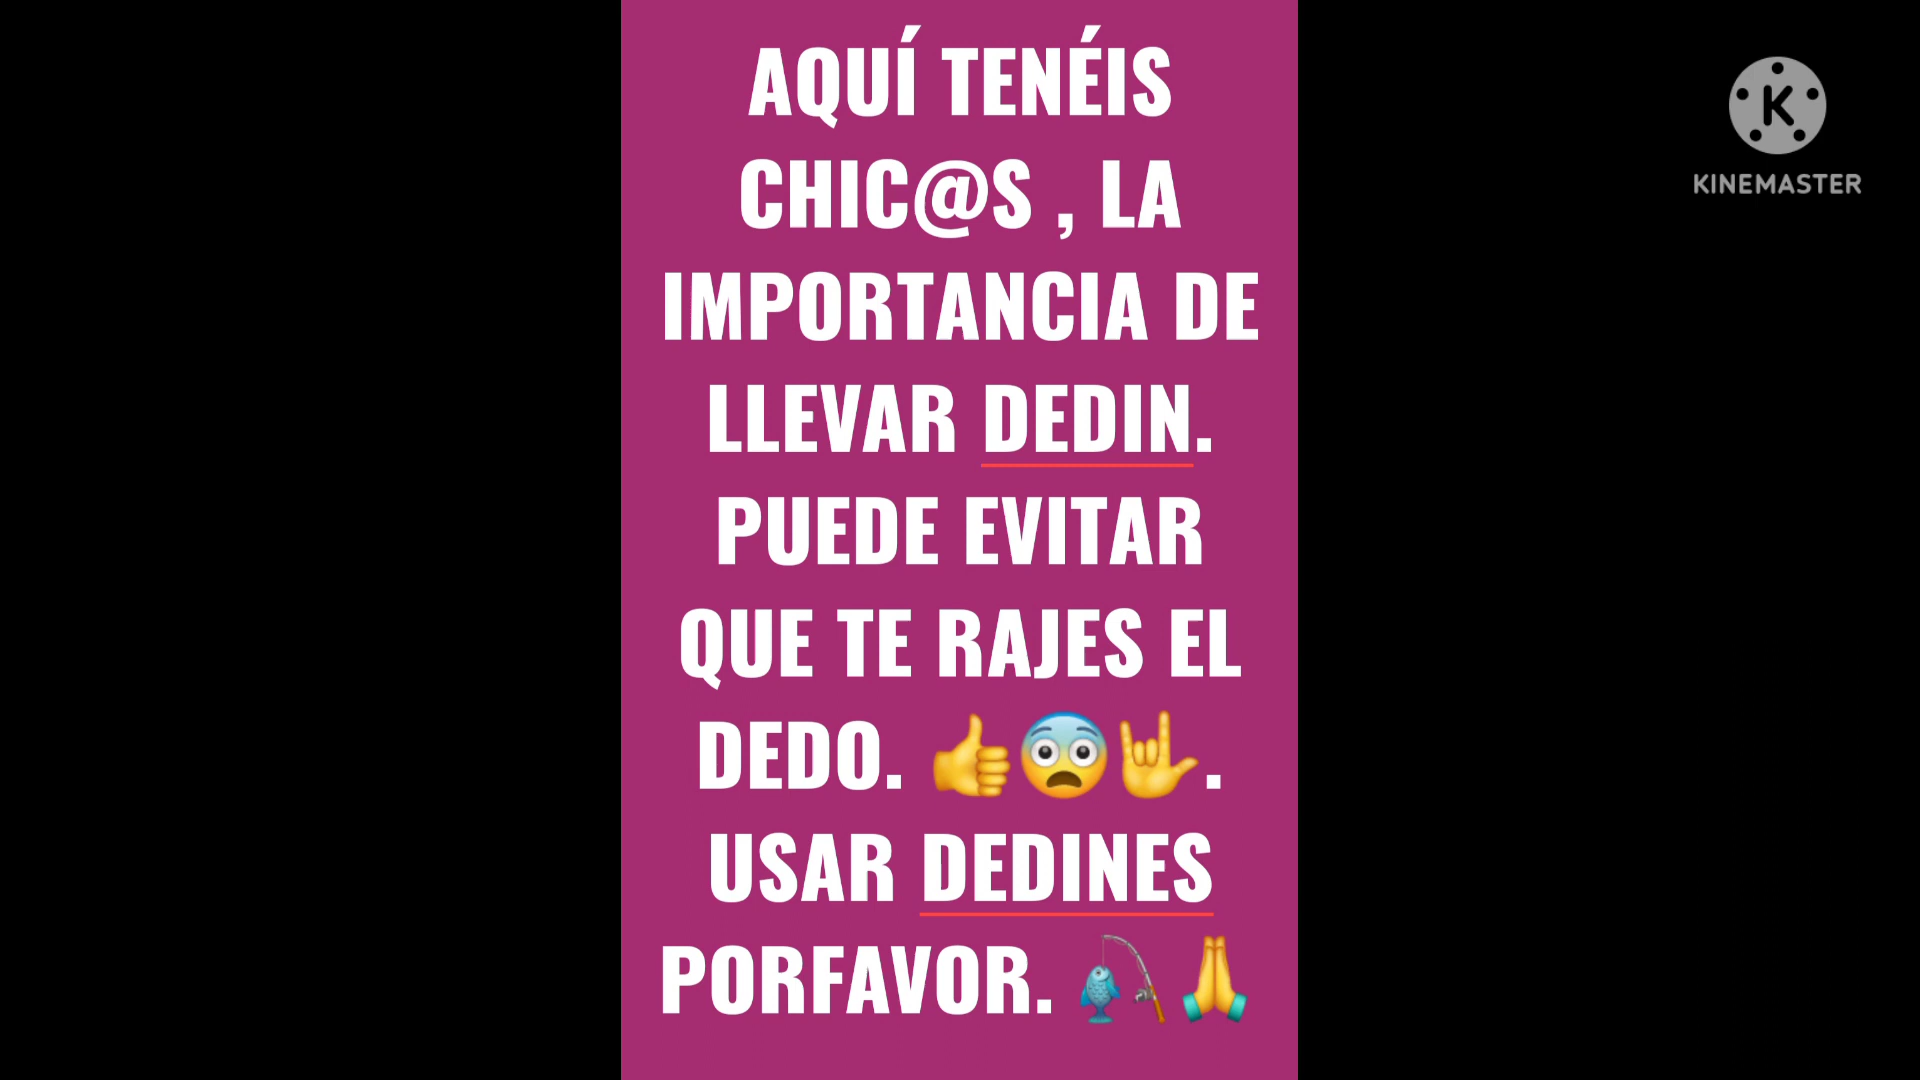 AQUÍ TENÉIS
CHIC@S , LA
IMPORTANCIA DE
LLEVAR DEDIN.
PUEDE EVITAR
QUE TE RAJES EL
DEDO. 👍😨🤟.
USAR DEDINES
PORFAVOR. 🎣🙏
K
KINEMASTER